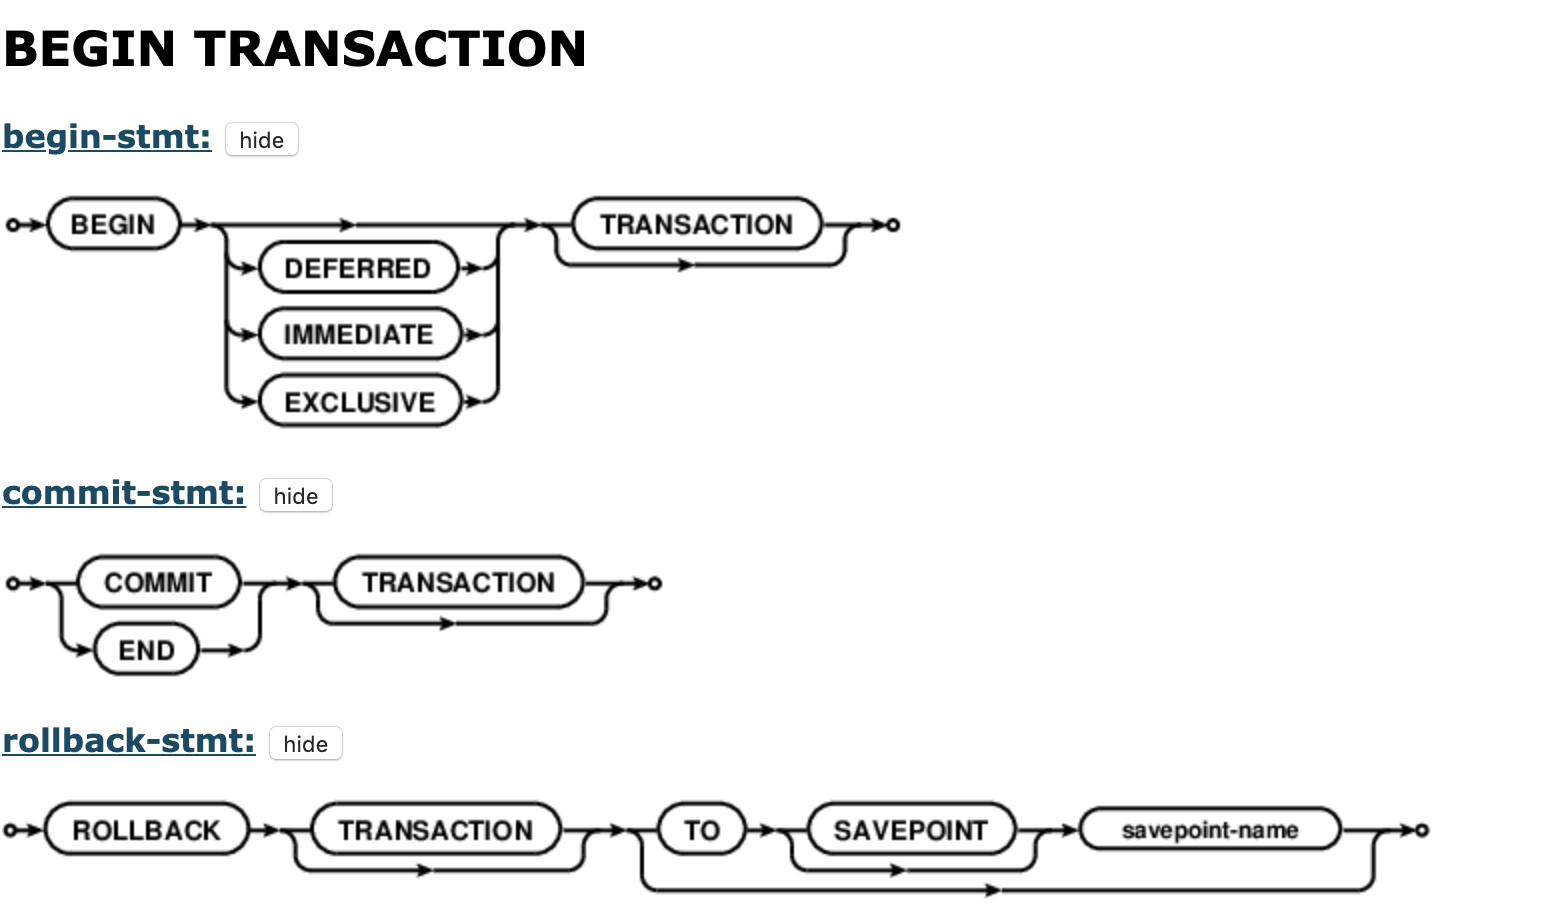 BEGIN TRANSACTION
begin-stmt: hide
BEGIN TRANSACTION
DEFERRED
IMMEDIATE
EXCLUSIVE
commit-stmt: hide
COMMIT TRANSACTION
END
rollback-stmt: hide
ROLLBACK TRANSACTION TO SAVEPOINT savepoint-name